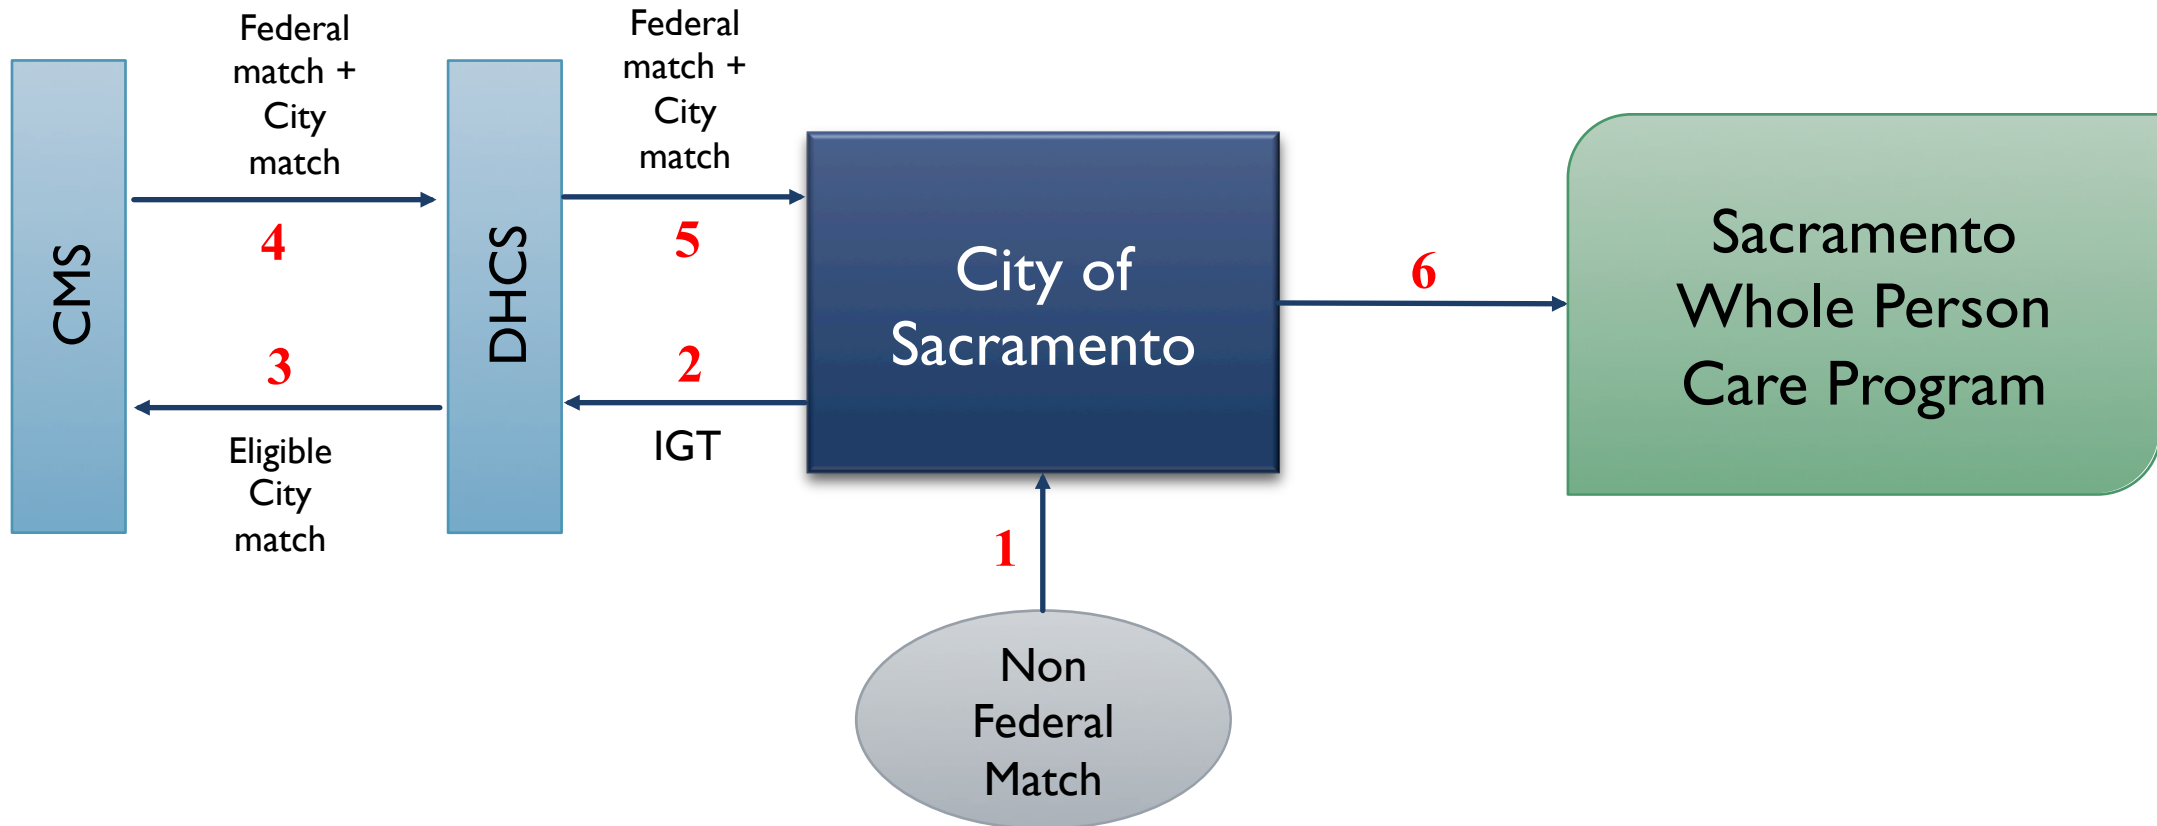 Federal
match +
City
match
Federal
match +
City
match
CMS
4
3
Eligible
City
match
DHCS
5
2
IGT
City of
Sacramento
1
Non
Federal
Match
6
Sacramento
Whole Person
Care Program